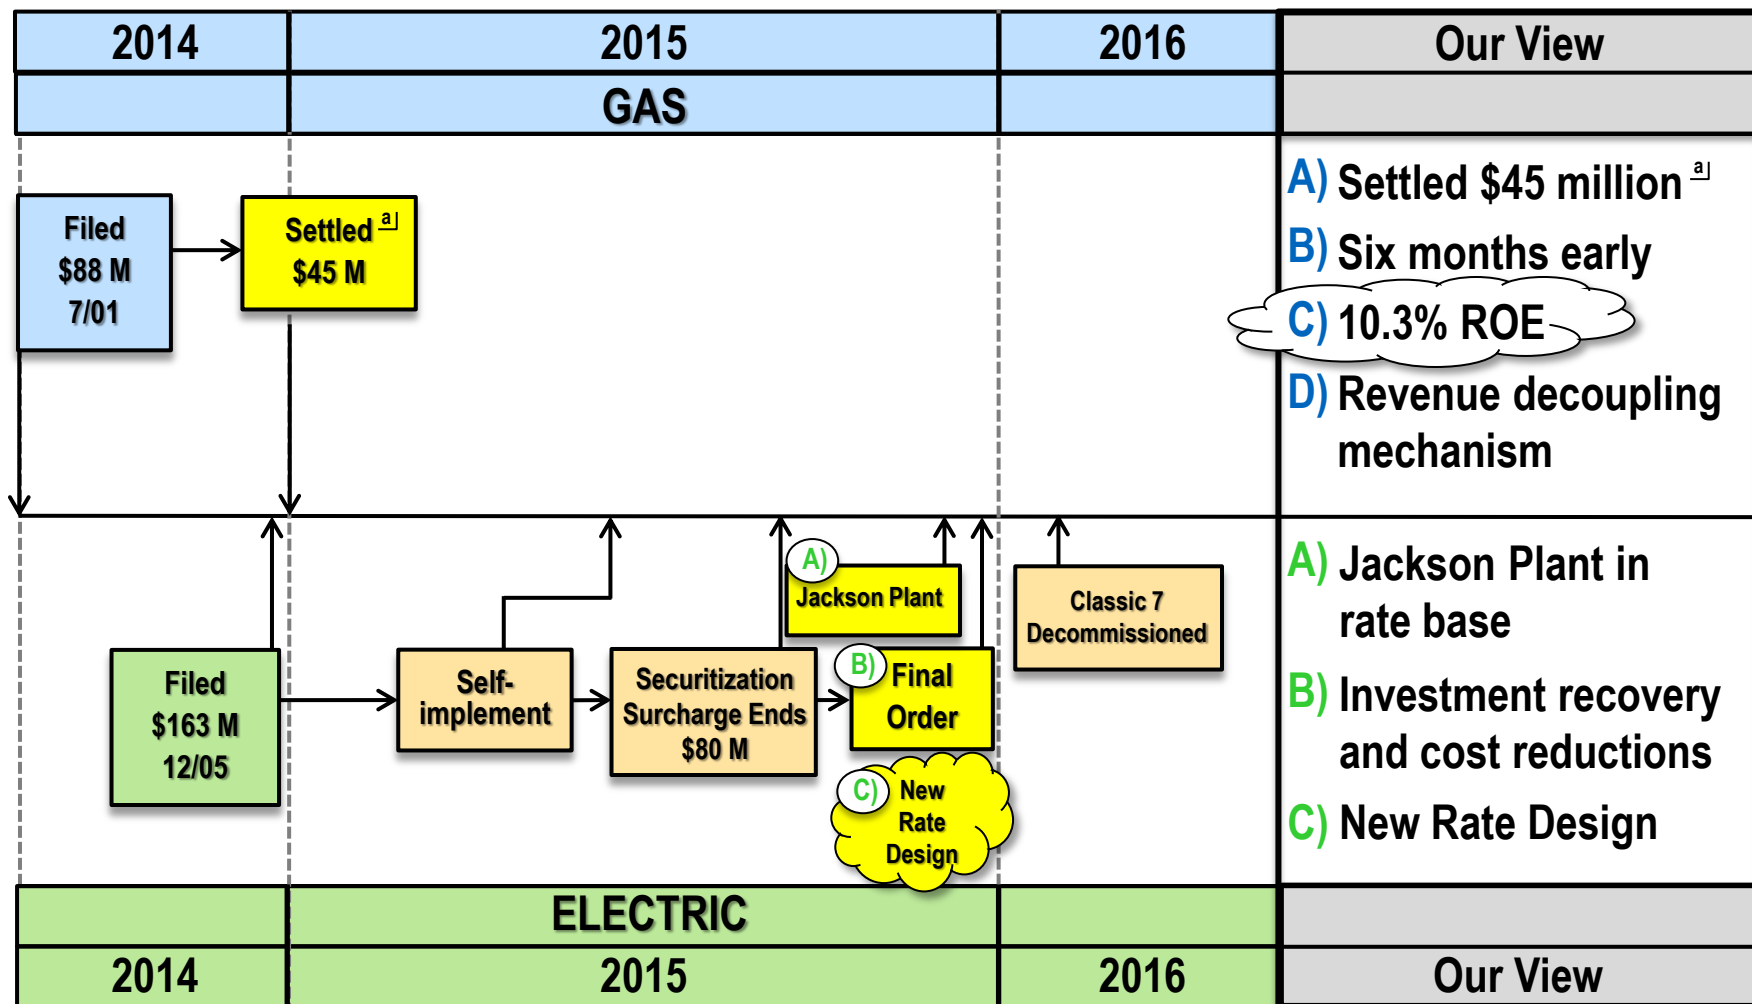 2014 2015 2016 Our View
GAS
Filed
$88 M
7/01
Settled a
$45 M
A) Settled $45 million a
B) Six months early
C) 10.3% ROE
D) Revenue decoupling
mechanism
Filed
$163 M
12/05
Self-
implement
Securitization
Surcharge Ends
$80 M
A)
Jackson Plant
B) Final
Order
C) New
Rate
Design
Classic 7
Decommissioned
A) Jackson Plant in
rate base
B) Investment recovery
and cost reductions
C) New Rate Design
ELECTRIC
2014 2015 2016 Our View